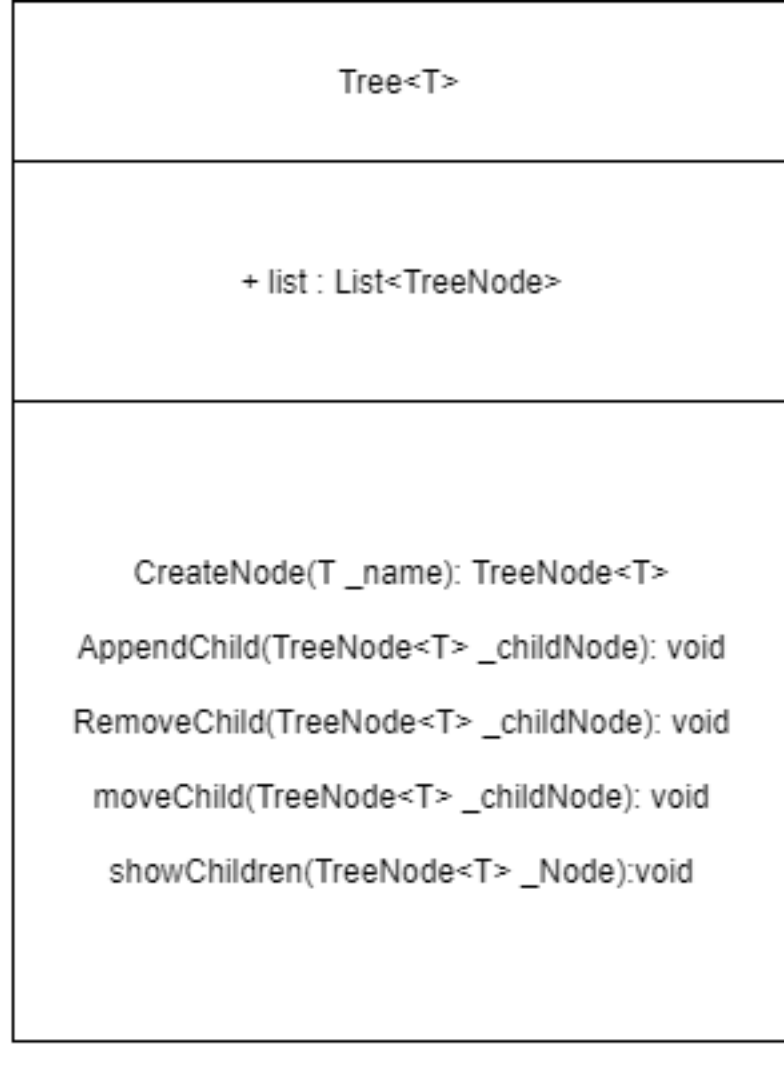 Tree<T>
+ list : List<TreeNode>
CreateNode(T _name): TreeNode<T>
AppendChild(TreeNode<T> _childNode): void
RemoveChild(TreeNode<T> _childNode): void
moveChild(TreeNode<T> _childNode): void
showChildren(TreeNode<T> _Node):void